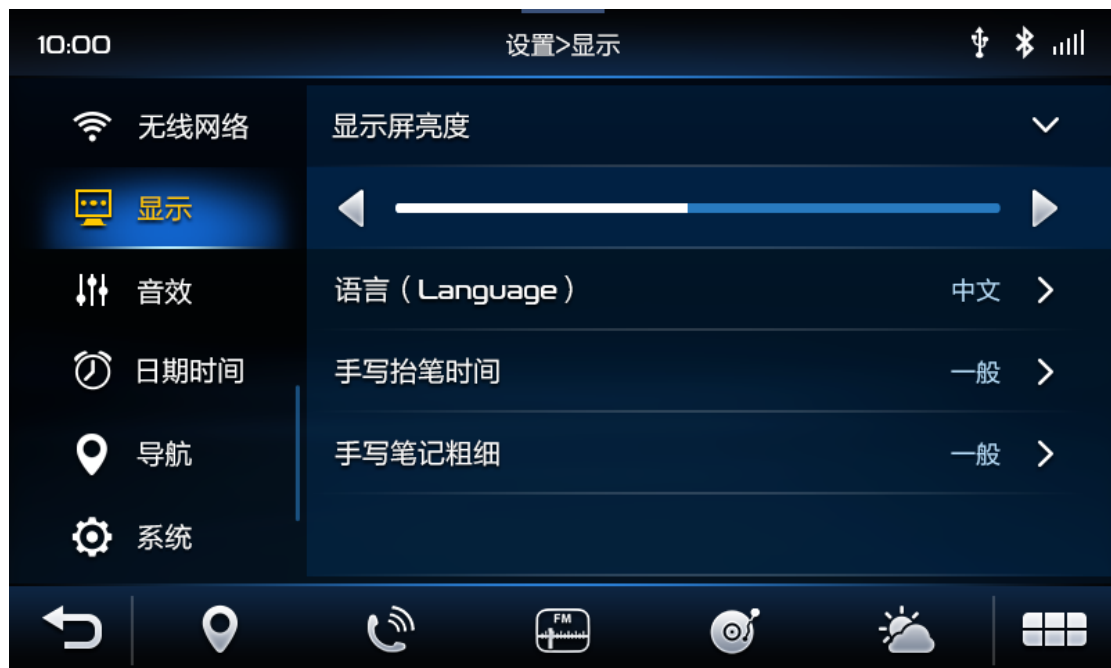 10:00
设置>显示
无线网络
显示
音效
日期时间
导航
系统
显示屏亮度
语言（Language） 中文
手写抬笔时间 一般
手写笔记粗细 一般
FM